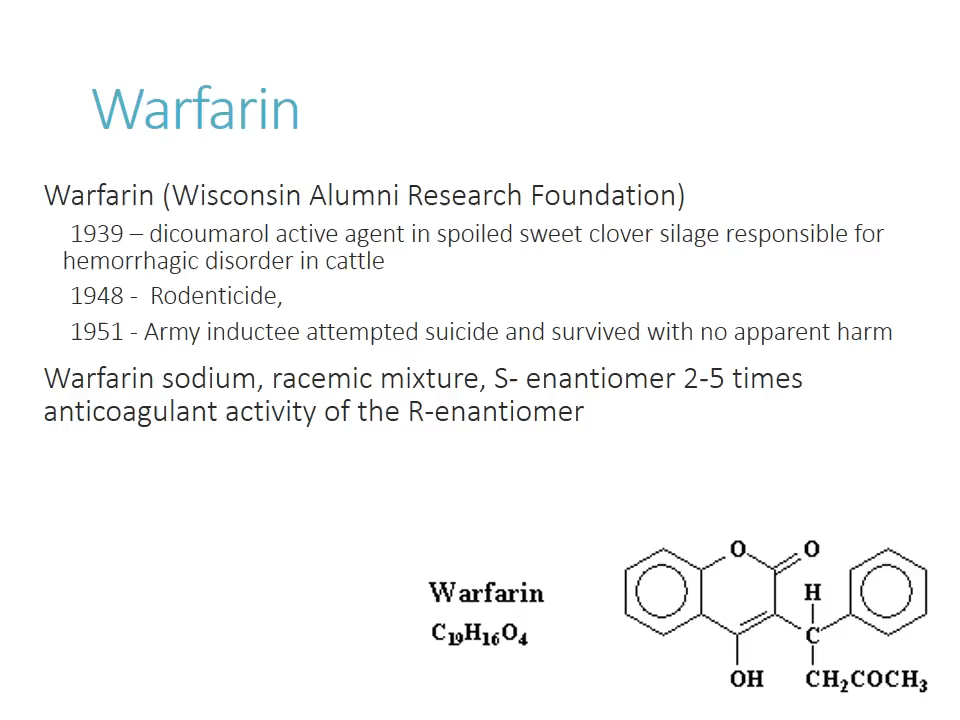 Warfarin
Warfarin (Wisconsin Alumni Research Foundation)
1939 – dicoumarol active agent in spoiled sweet clover silage responsible for
hemorrhagic disorder in cattle
1948 -  Rodenticide,
1951 - Army inductee attempted suicide and survived with no apparent harm
Warfarin sodium, racemic mixture, S- enantiomer 2-5 times
anticoagulant activity of the R-enantiomer
Warfarin
C₁₉H₁₆O₄
O
O
H
C
OH
CH₂COCH₃